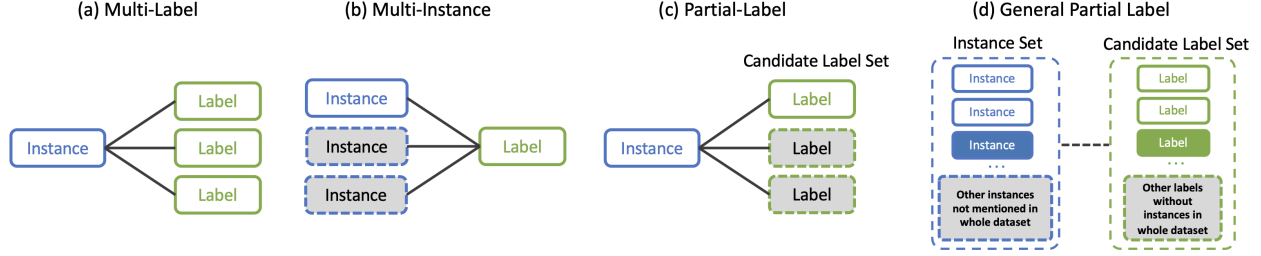 (a) Multi-Label
Instance
Label
Label
Label
(b) Multi-Instance
Instance
Instance
Instance
Label
(c) Partial-Label
Candidate Label Set
Instance
Label
Label
Label
(d) General Partial Label
Instance Set
Instance
Instance
Instance
...
Other instances
not mentioned in
whole dataset
Candidate Label Set
Label
Label
Label
...
Other labels
without
instances in
whole dataset